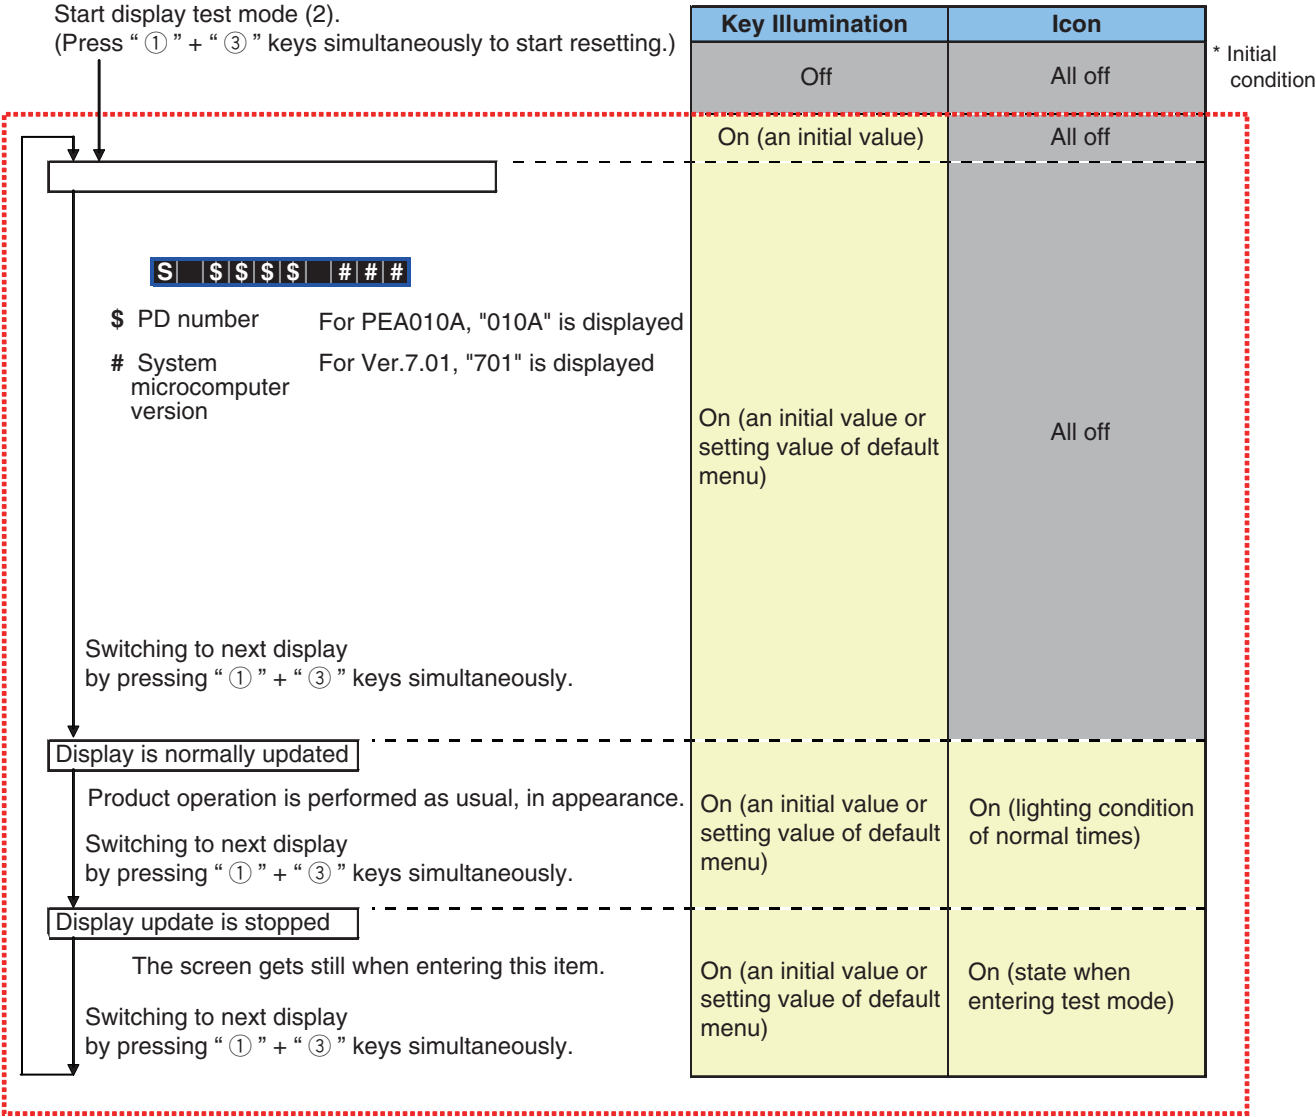 Start display test mode (2).
(Press “ ① ” + “ ③ ” keys simultaneously to start resetting.)
Key Illumination
Icon
Off
All off
* Initial
condition
On (an initial value)
All off
S $$$$ ###
$ PD number
For PEA010A, "010A" is displayed
# System
microcomputer
version
For Ver.7.01, "701" is displayed
On (an initial value or
setting value of default
menu)
All off
Switching to next display
by pressing “ ① ” + “ ③ ” keys simultaneously.
Display is normally updated
Product operation is performed as usual, in appearance.
Switching to next display
by pressing “ ① ” + “ ③ ” keys simultaneously.
On (an initial value or
setting value of default
menu)
On (lighting condition
of normal times)
Display update is stopped
The screen gets still when entering this item.
Switching to next display
by pressing “ ① ” + “ ③ ” keys simultaneously.
On (an initial value or
setting value of default
menu)
On (state when
entering test mode)